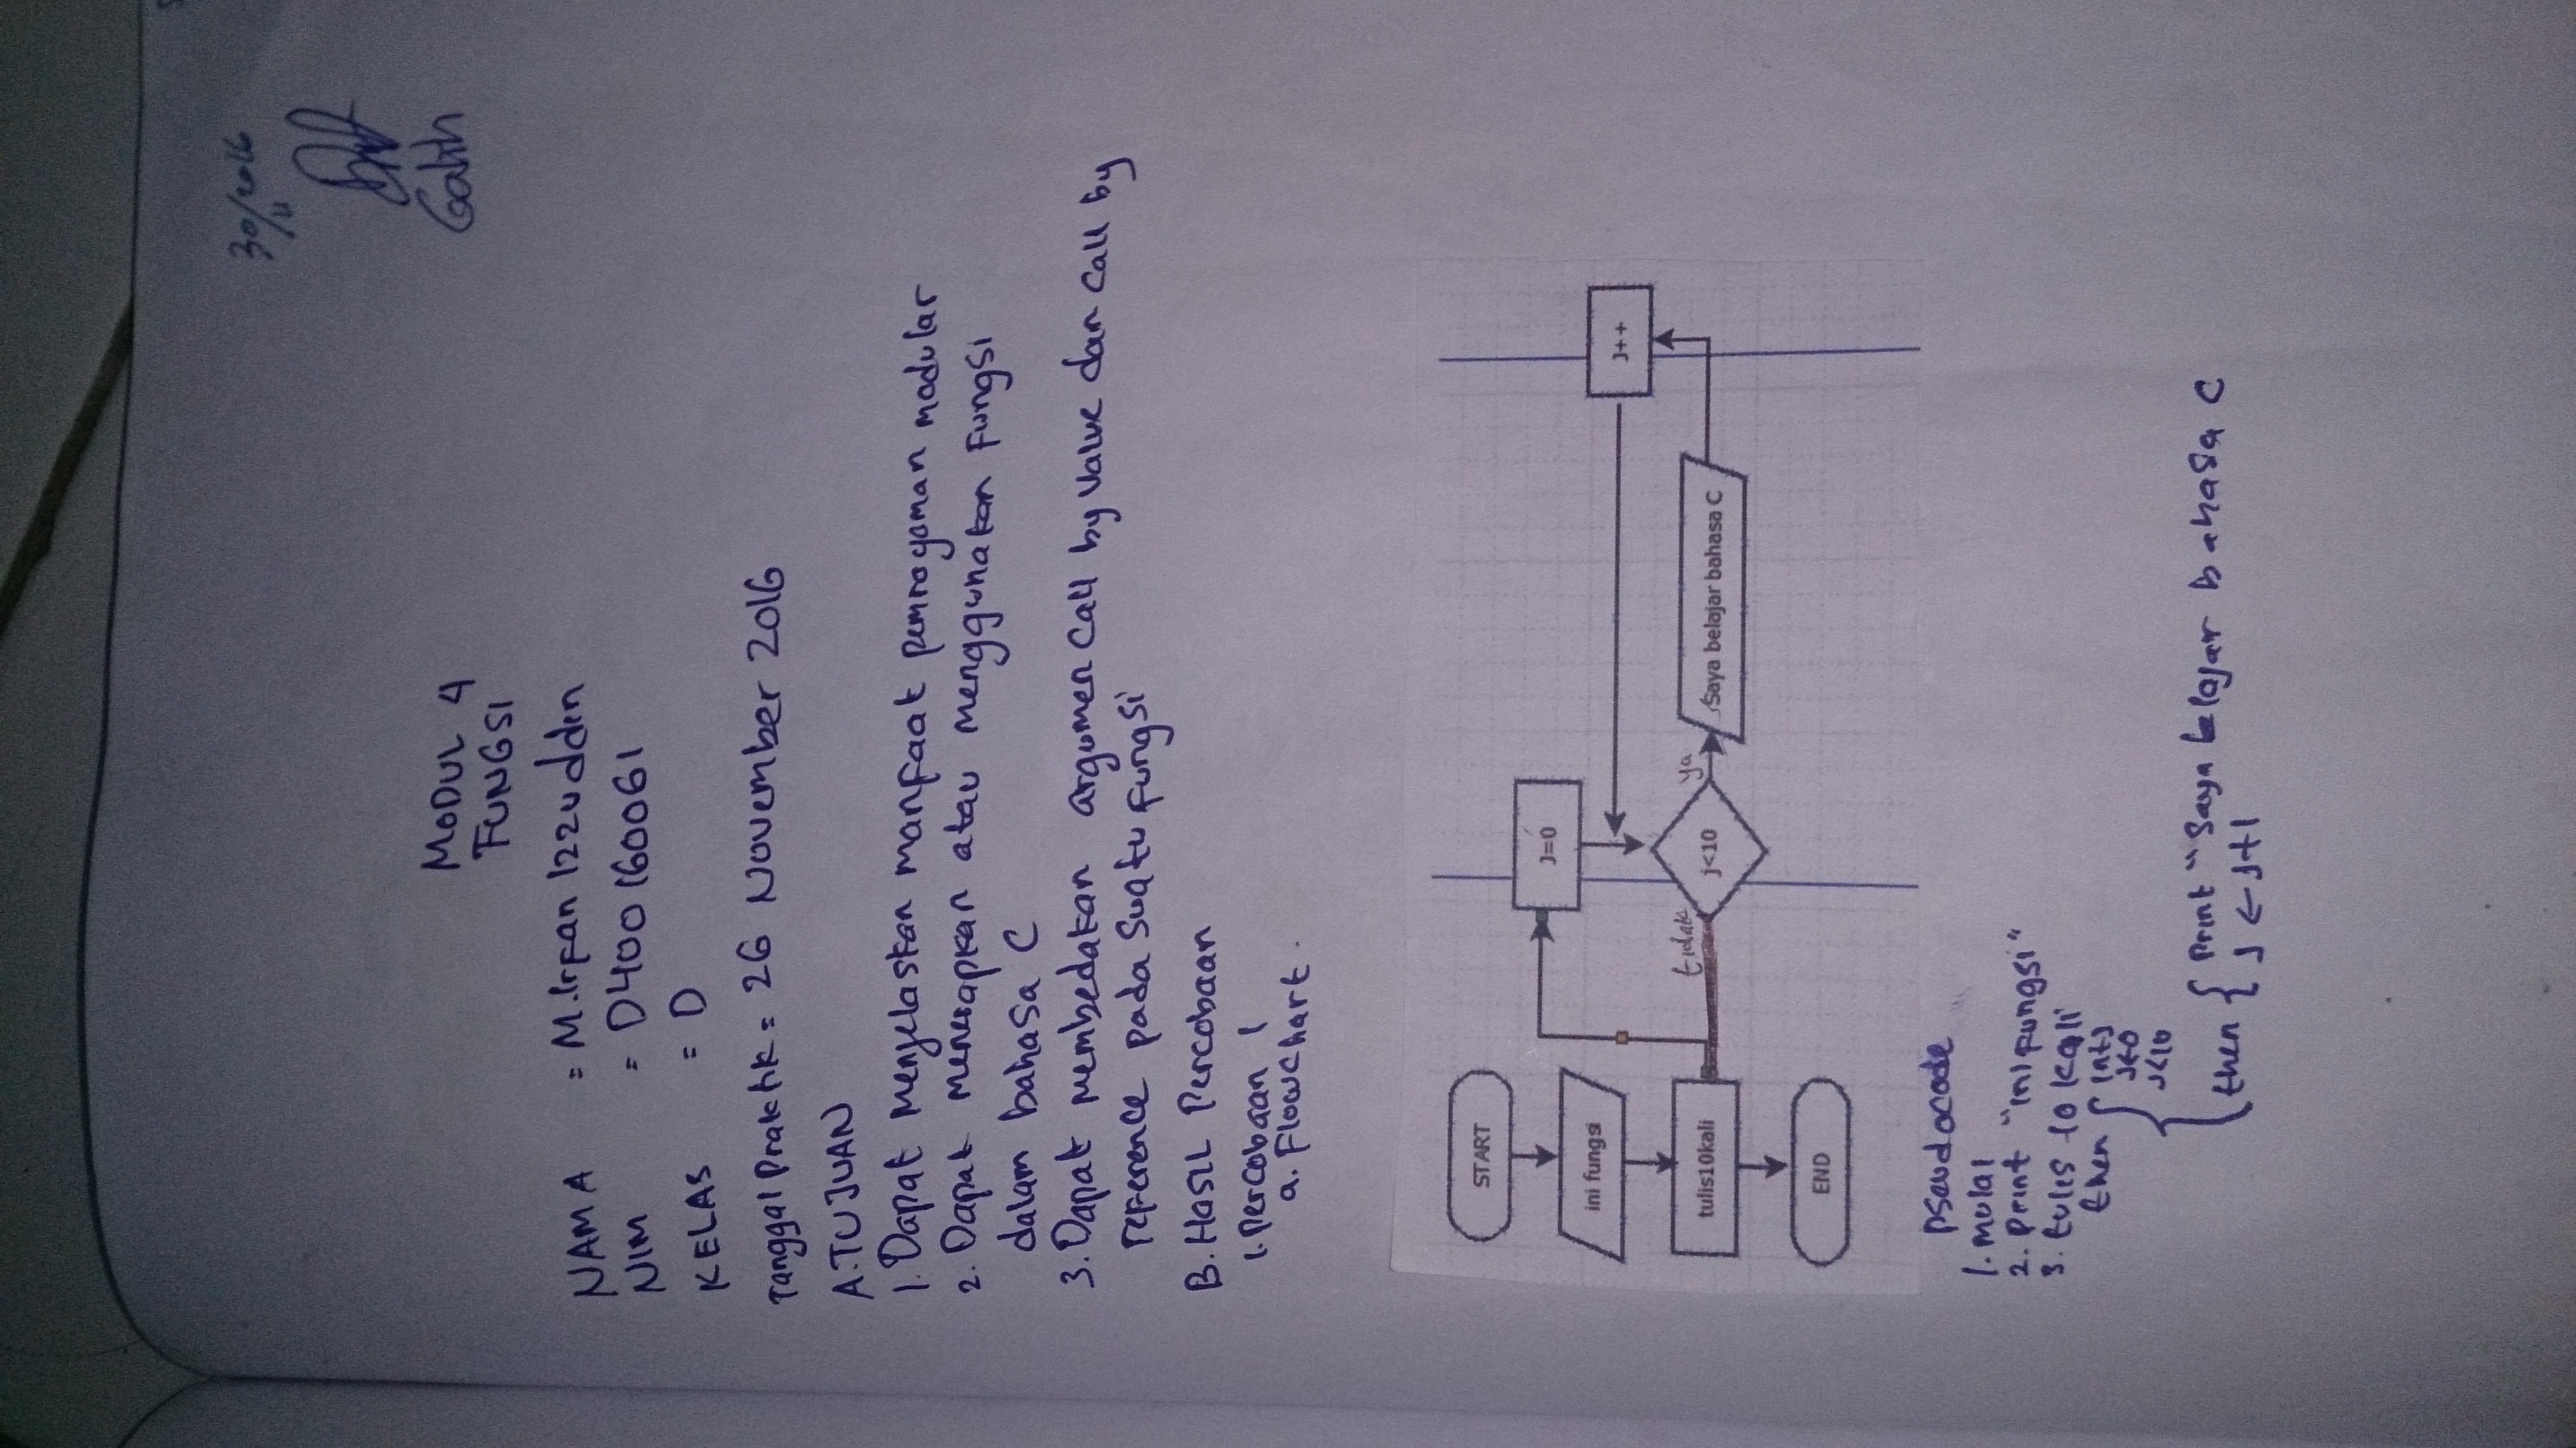 30/11/2016
Galih
MODUL 4
FUNGSI
NAMA = M.Irfan Izzuddin
NIM = D400160061
KELAS = D
Tanggal Praktik = 26 November 2016
A.TUJUAN
1. Dapat menjelaskan manfaat pemrogaman modular
2. Dapat menerapkan atau menggunakan fungsi
dalam bahasa C
3. Dapat membedakan argumen call by value dan call by
reference pada suatu fungsi
B. Hasil Percobaan
1. Percobaan 1
a. Flowchart.
START
ini fungsi
tulis10kali
END
J=0
tidak
j<10
ya
Saya belajar bahasa C
J++
Pseudocode
1. mulai
2. print "ini fungsi"
3. tulis 10 kali
then { int j
j←0
j<10
then { print "Saya belajar bahasa C
j ← j+1